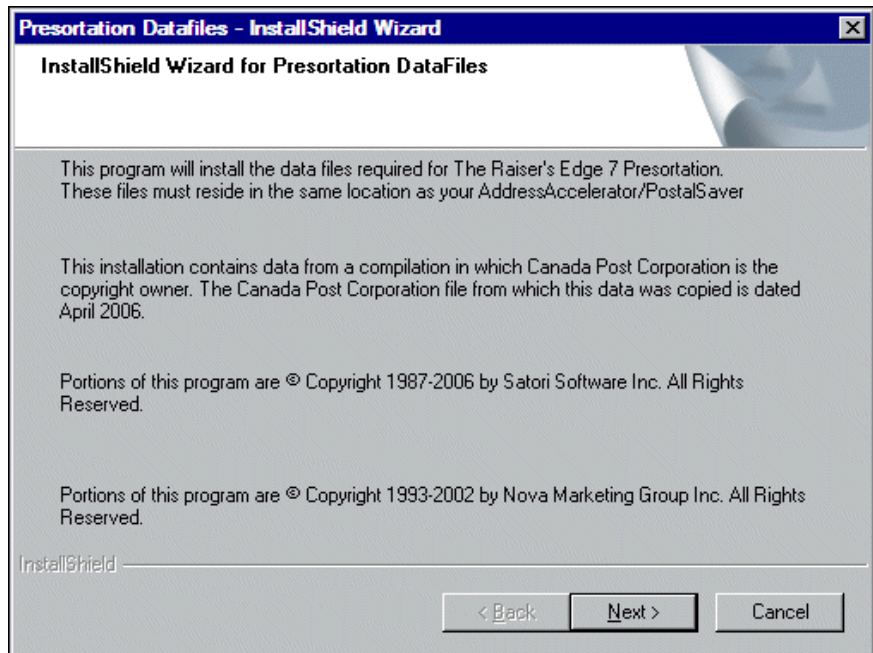 Presortation Datafiles - InstallShield Wizard
InstallShield Wizard for Presortation DataFiles
This program will install the data files required for The Raiser's Edge 7 Presortation.
These files must reside in the same location as your AddressAccelerator/PostalSaver
This installation contains data from a compilation in which Canada Post Corporation is the
copyright owner. The Canada Post Corporation file from which this data was copied is dated
April 2006.
Portions of this program are © Copyright 1987-2006 by Satori Software Inc. All Rights
Reserved.
Portions of this program are © Copyright 1993-2002 by Nova Marketing Group Inc. All Rights
Reserved.
InstallShield
< Back Next > Cancel